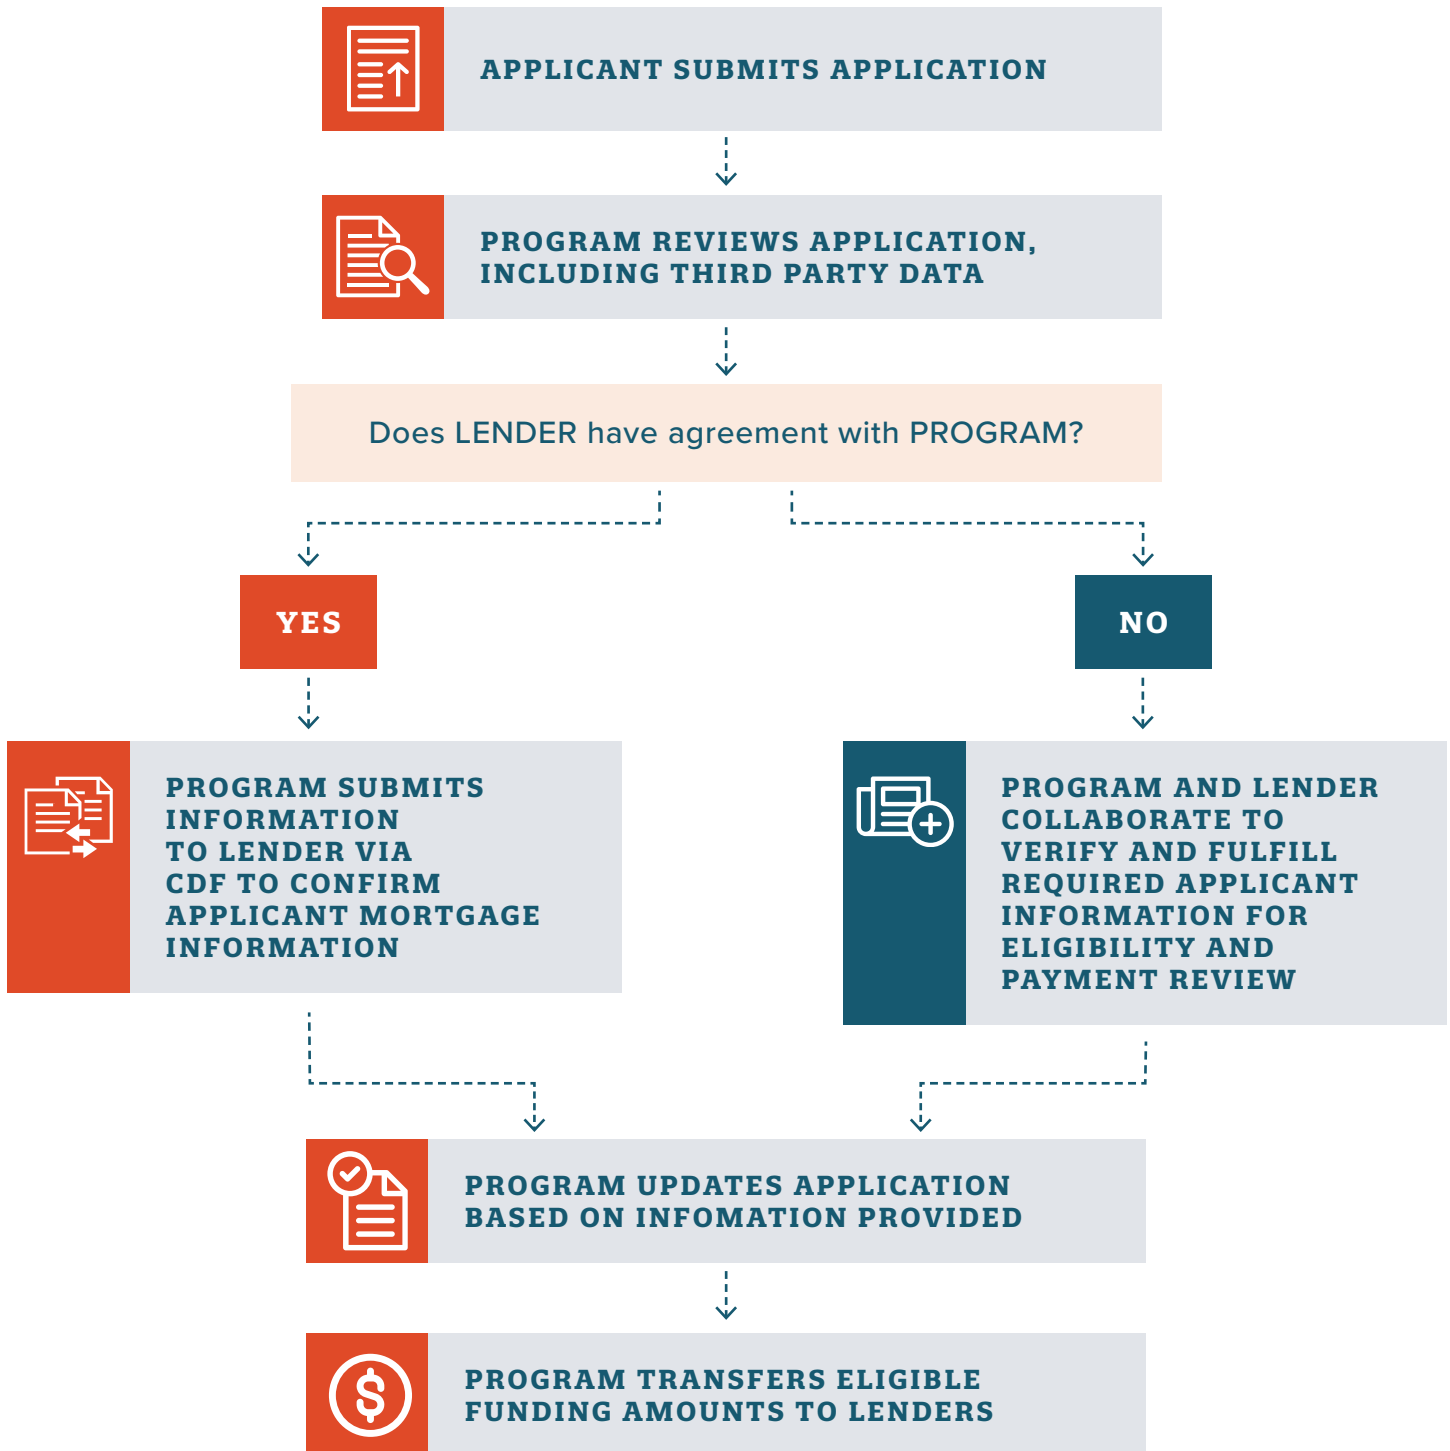 APPLICANT SUBMITS APPLICATION
PROGRAM REVIEWS APPLICATION,
INCLUDING THIRD PARTY DATA
Does LENDER have agreement with PROGRAM?
YES
NO
PROGRAM SUBMITS
INFORMATION
TO LENDER VIA
CDF TO CONFIRM
APPLICANT MORTGAGE
INFORMATION
PROGRAM AND LENDER
COLLABORATE TO
VERIFY AND FULFILL
REQUIRED APPLICANT
INFORMATION FOR
ELIGIBILITY AND
PAYMENT REVIEW
PROGRAM UPDATES APPLICATION
BASED ON INFOMATION PROVIDED
PROGRAM TRANSFERS ELIGIBLE
FUNDING AMOUNTS TO LENDERS